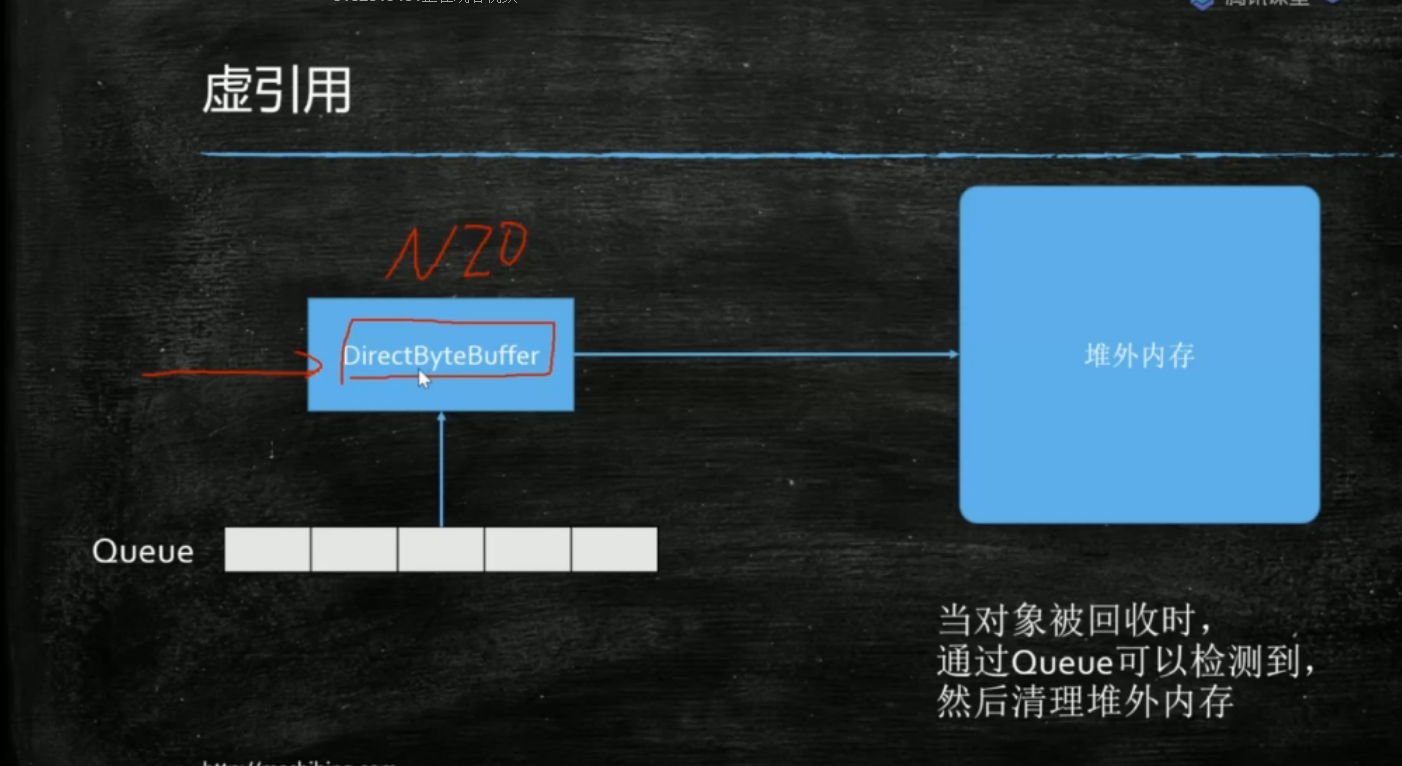 虚引用
NIO
DirectByteBuffer
堆外内存
Queue
当对象被回收时，
通过Queue可以检测到，
然后清理堆外内存